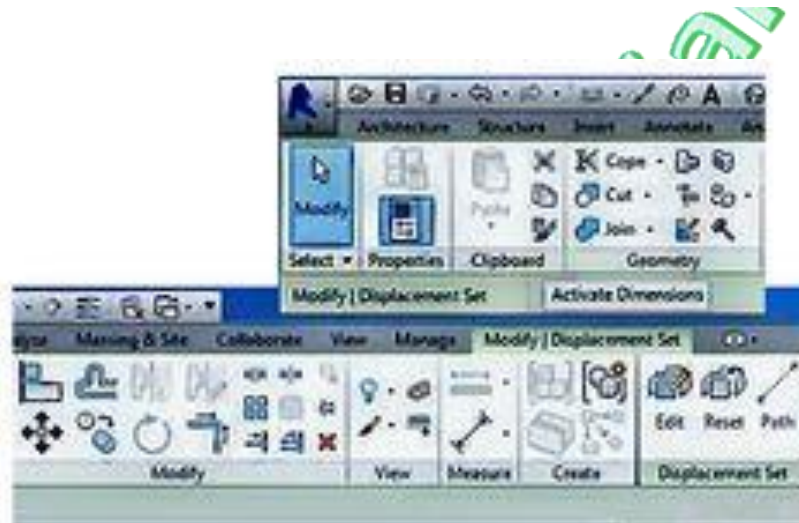 A
Architecture Structure Insert Annotate
Modify
Paste
Cope
Cut
Join
Select Properties Clipboard Geometry
Modify | Displacement Set Activate Dimensions
Massing & Site Collaborate View Manage Modify | Displacement Set
Edit Reset Path
Modify View Measure Create Displacement Set